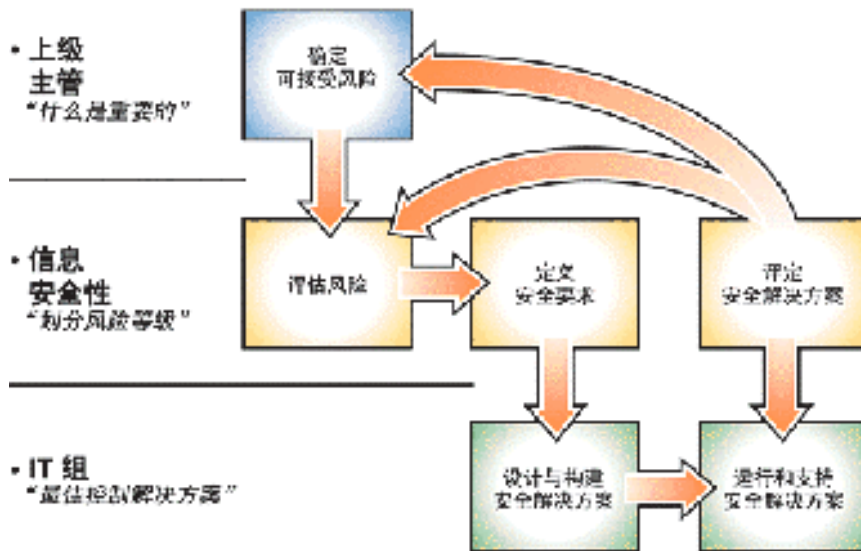 • 上级
主管
“什么是重要的”
确定
可接受风险
• 信息
安全性
“划分风险等级”
评估风险
定义
安全要求
评定
安全解决方案
• IT 组
“最佳控制解决方案”
设计与构建
安全解决方案
运行和支持
安全解决方案